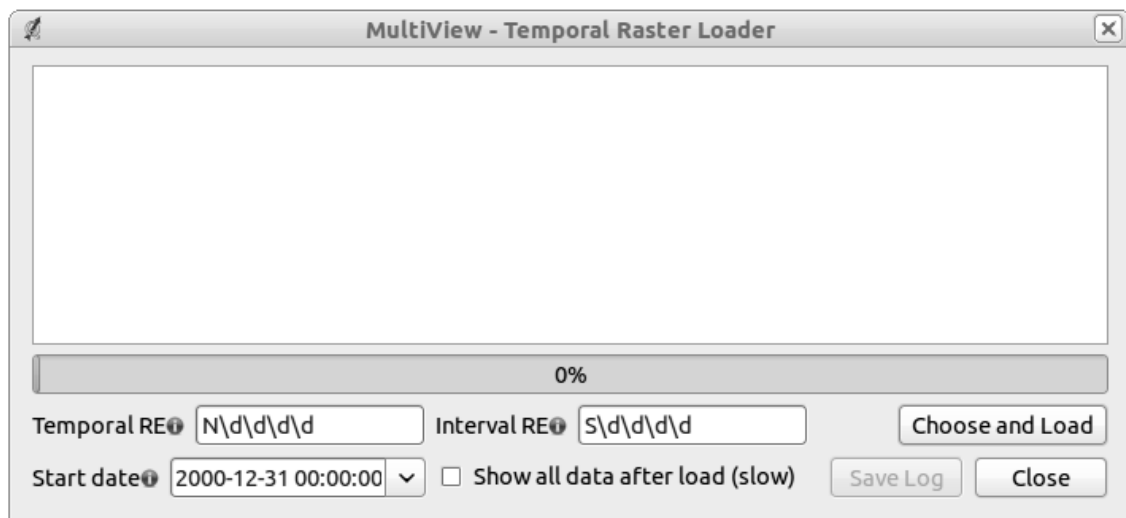 MultiView - Temporal Raster Loader
0%
Temporal RE N\d\d\d\d Interval RE S\d\d\d\d Choose and Load
Start date 2000-12-31 00:00:00 Show all data after load (slow) Save Log Close